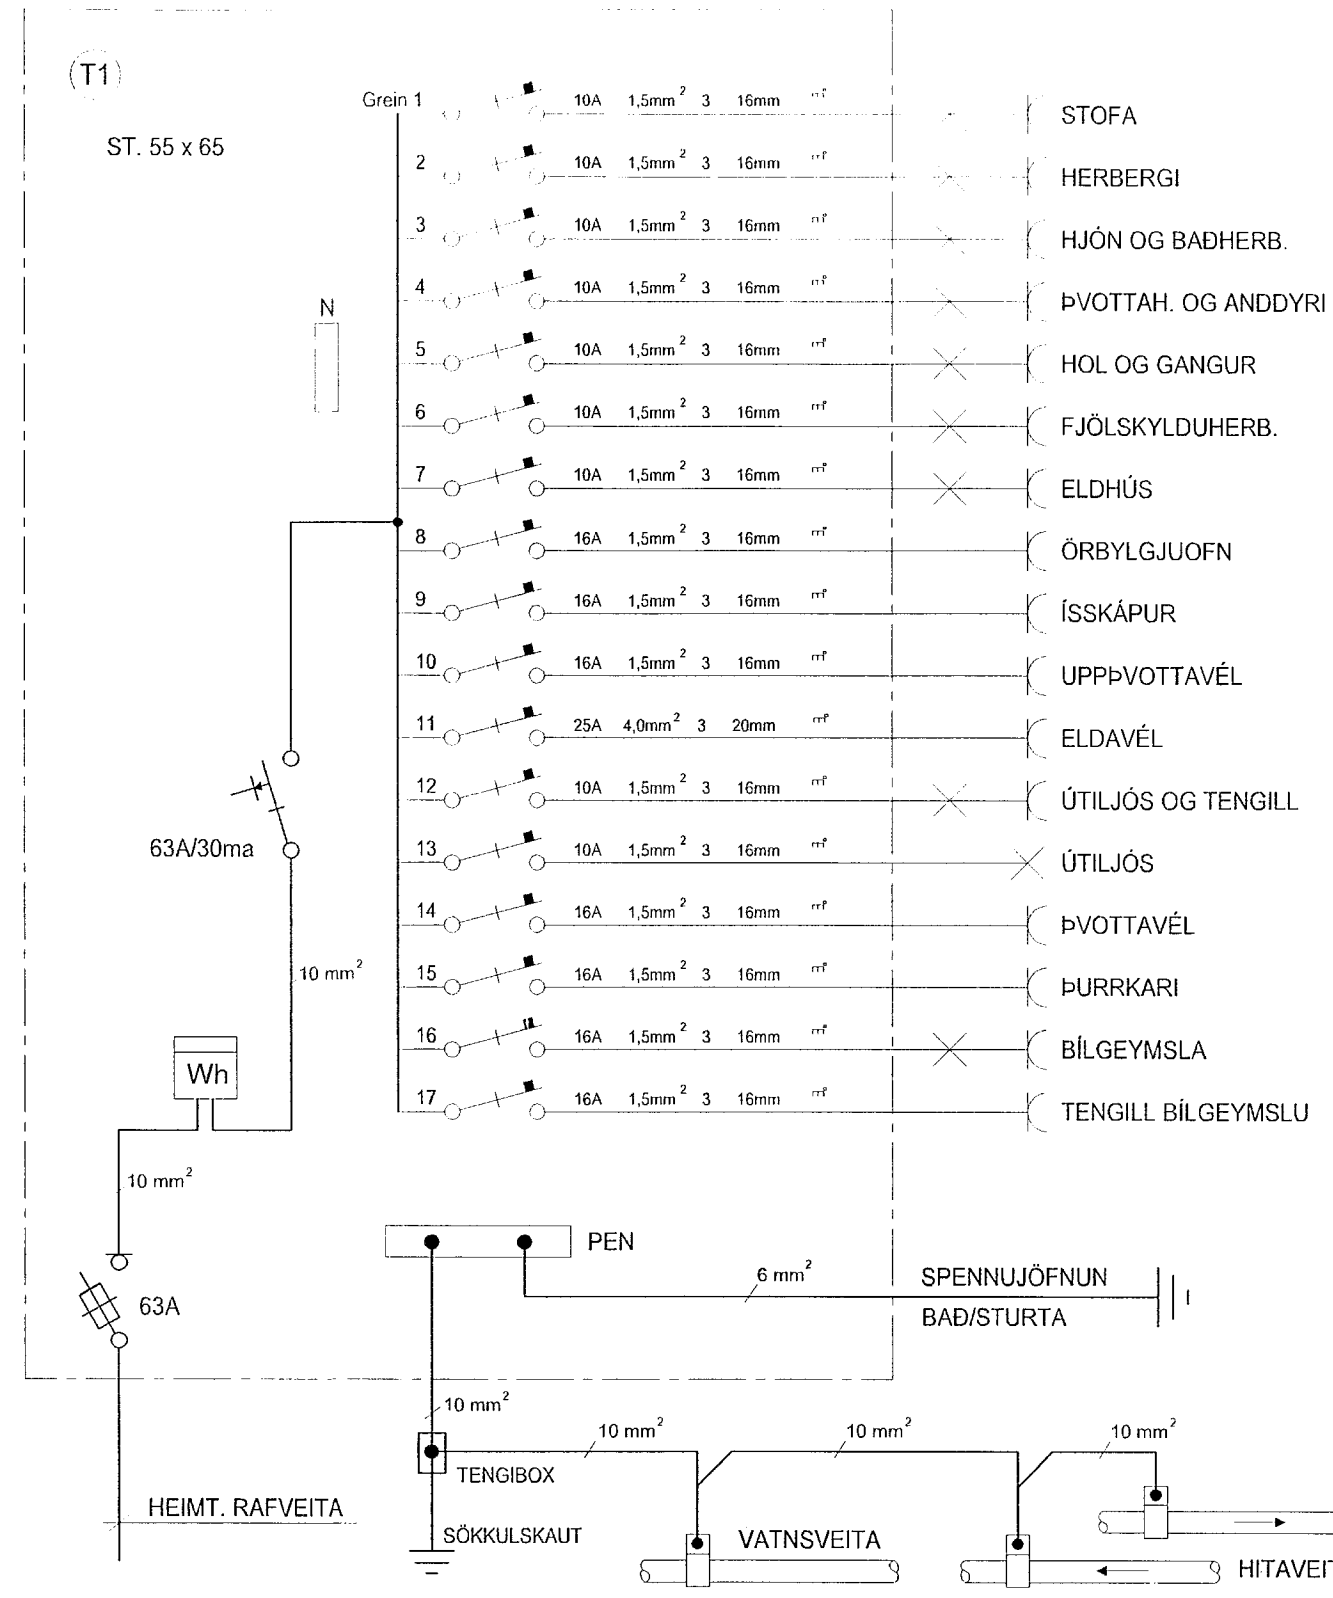 T1
ST. 55 x 65
Grein 1 10A 1,5mm² 3 16mm STOFA
2 10A 1,5mm² 3 16mm HERBERGI
3 10A 1,5mm² 3 16mm HJÓN OG BAÐHERB.
4 10A 1,5mm² 3 16mm ÞVOTTAH. OG ANDDYRI
N
5 10A 1,5mm² 3 16mm HOL OG GANGUR
6 10A 1,5mm² 3 16mm FJÖLSKYLDUHERB.
7 10A 1,5mm² 3 16mm ELDHÚS
8 16A 1,5mm² 3 16mm ÖRBYLGJUOFN
9 16A 1,5mm² 3 16mm ÍSSKÁPUR
10 16A 1,5mm² 3 16mm UPPÞVOTTAVÉL
11 25A 4,0mm² 3 20mm ELDAVÉL
12 10A 1,5mm² 3 16mm ÚTILJÓS OG TENGILL
13 10A 1,5mm² 3 16mm ÚTILJÓS
63A/30ma
14 16A 1,5mm² 3 16mm ÞVOTTAVÉL
15 16A 1,5mm² 3 16mm ÞURRKARI
10 mm²
16 16A 1,5mm² 3 16mm BÍLGEYMSLA
Wh
17 16A 1,5mm² 3 16mm TENGILL BÍLGEYMSLU
10 mm²
PEN
6 mm²
SPENNUJÖFNUN
BAÐ/STURTA
63A
10 mm²
10 mm²
10 mm²
10 mm²
TENGIBOX
HEIMT. RAFVEITA
SÖKKULSKAUT
VATNSVEITA
HITAVEI